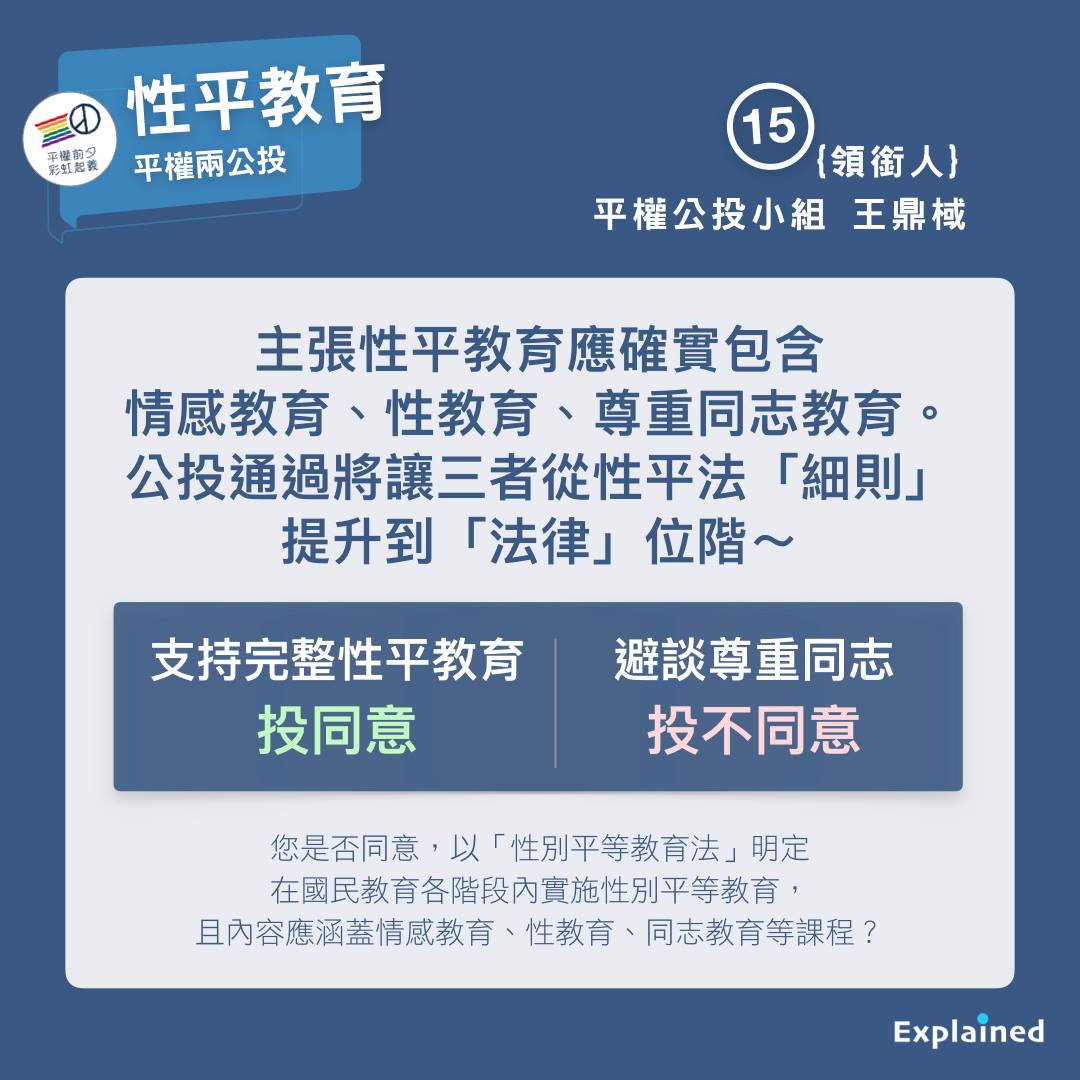 性平教育
平權兩公投
平權前夕
彩虹起義
15
{領銜人}
平權公投小組 王鼎棫
主張性平教育應確實包含
情感教育、性教育、尊重同志教育。
公投通過將讓三者從性平法「細則」
提升到「法律」位階～
支持完整性平教育
投同意
避談尊重同志
投不同意
您是否同意，以「性別平等教育法」明定
在國民教育各階段內實施性別平等教育，
且內容應涵蓋情感教育、性教育、同志教育等課程？
Explained